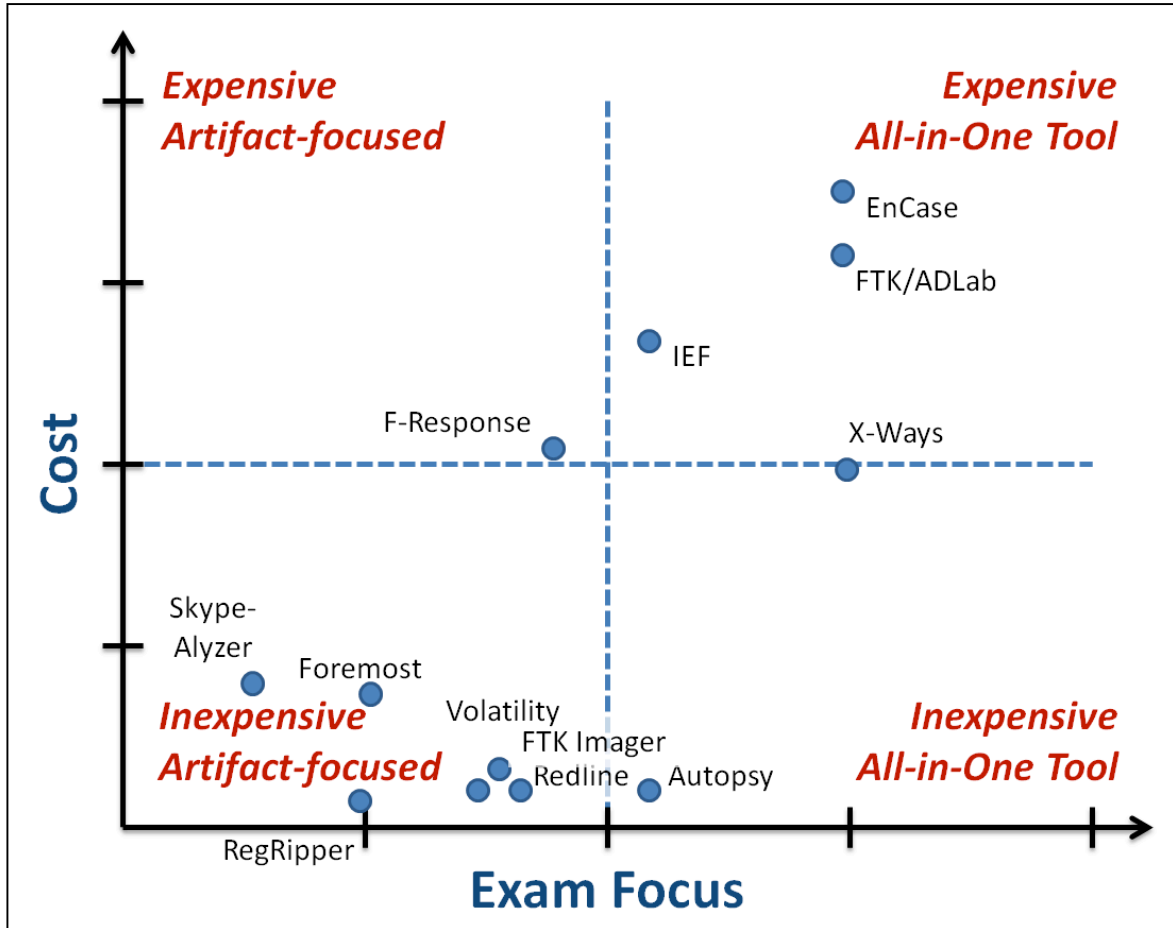 Expensive
Artifact-focused
Expensive
All-in-One Tool
EnCase
FTK/ADLab
IEF
F-Response
X-Ways
Cost
Skype-
Alyzer
Foremost
Inexpensive
Artifact-focused
Volatility
FTK Imager
Redline
Autopsy
Inexpensive
All-in-One Tool
RegRipper
Exam Focus